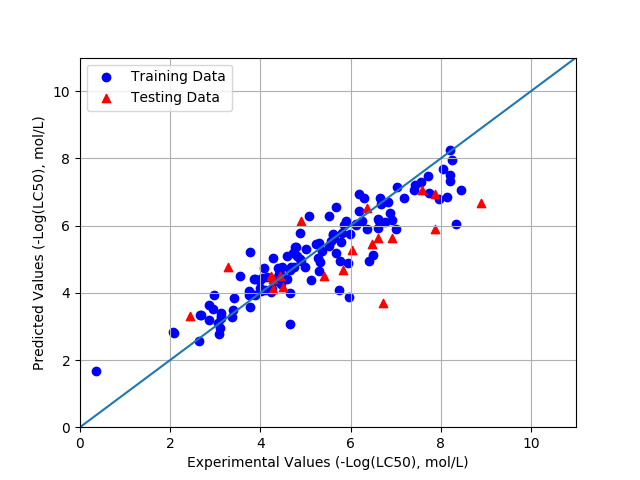 Training Data
Testing Data
Predicted Values (-Log(LC50), mol/L)
10
8
6
4
2
0
0 2 4 6 8 10
Experimental Values (-Log(LC50), mol/L)